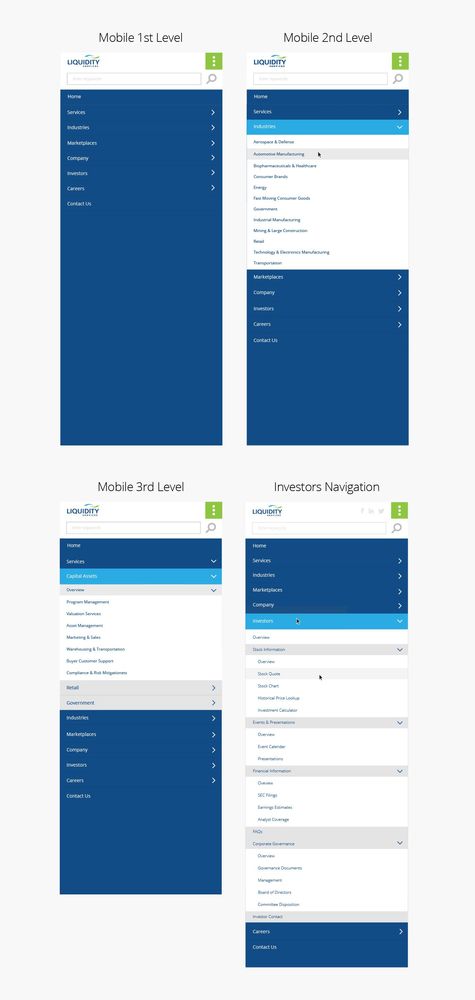 Mobile 1st Level
LIQUIDITY
SERVICES
Enter keywords
Home
Services
Industries
Marketplaces
Company
Investors
Careers
Contact Us
Mobile 2nd Level
LIQUIDITY
SERVICES
Enter keywords
Home
Services
Industries
Aerospace & Defense
Automotive Manufacturing
Biopharmaceuticals & Healthcare
Consumer Brands
Energy
Fast Moving Consumer Goods
Government
Industrial Manufacturing
Mining & Large Construction
Retail
Technology & Electronics Manufacturing
Transportation
Marketplaces
Company
Investors
Careers
Contact Us
Mobile 3rd Level
LIQUIDITY
SERVICES
Enter keywords
Home
Services
Capital Assets
Overview
Program Management
Valuation Services
Asset Management
Marketing & Sales
Warehousing & Transportation
Buyer Customer Support
Compliance & Risk Mitigationess
Retail
Government
Industries
Marketplaces
Company
Investors
Careers
Contact Us
Investors Navigation
LIQUIDITY
SERVICES
f in
Enter keywords
Home
Services
Industries
Marketplaces
Company
Investors
Overview
Stock Information
Overview
Stock Quote
Stock Chart
Historical Price Lookup
Investment Calculator
Events & Presentations
Overview
Event Calendar
Presentations
Financial Information
Overview
SEC Filings
Earnings Estimates
Analyst Coverage
FAQs
Corporate Governance
Overview
Governance Documents
Management
Board of Directors
Committee Disposition
Investor Contact
Careers
Contact Us